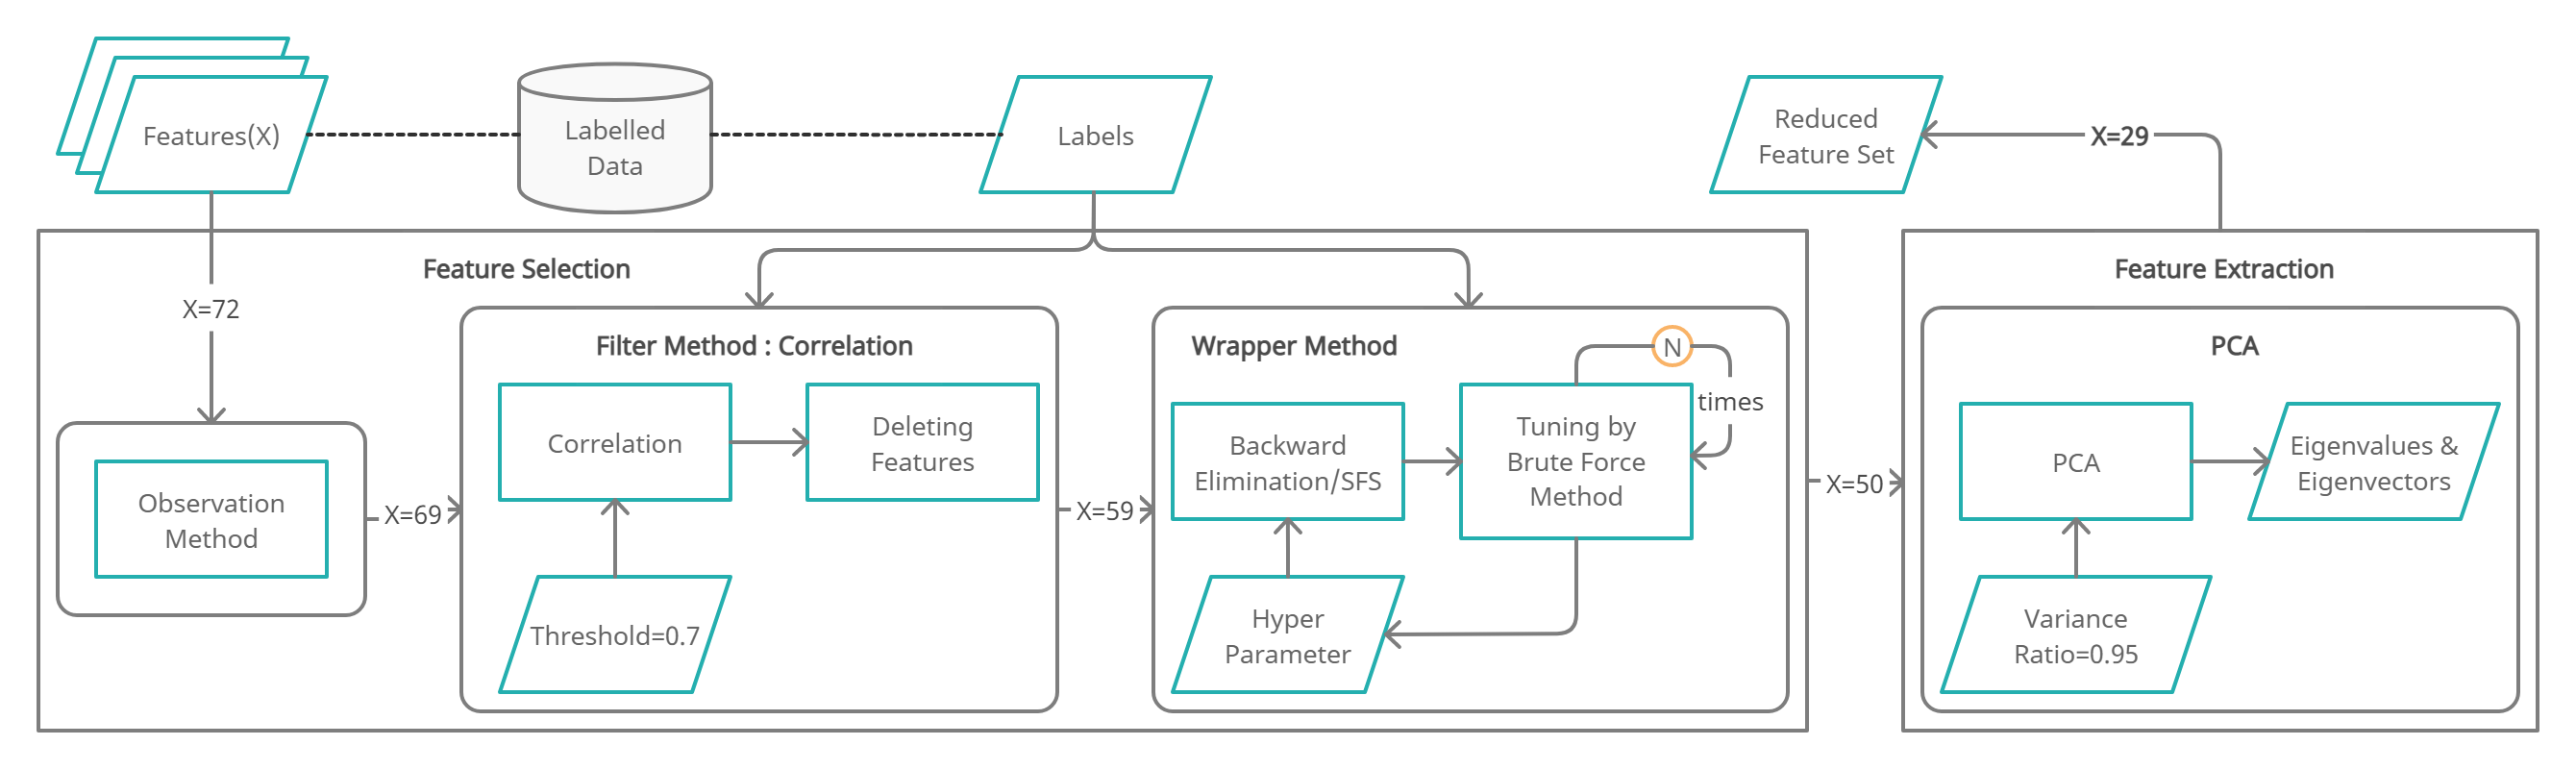 Features(X)
Labelled
Data
Labels
Reduced
Feature Set
X=29
Feature Selection
X=72
Observation
Method
X=69
Filter Method : Correlation
Correlation
Deleting
Features
Threshold=0.7
X=59
Wrapper Method
N
times
Backward
Elimination/SFS
Tuning by
Brute Force
Method
Hyper
Parameter
X=50
Feature Extraction
PCA
PCA
Eigenvalues &
Eigenvectors
Variance
Ratio=0.95